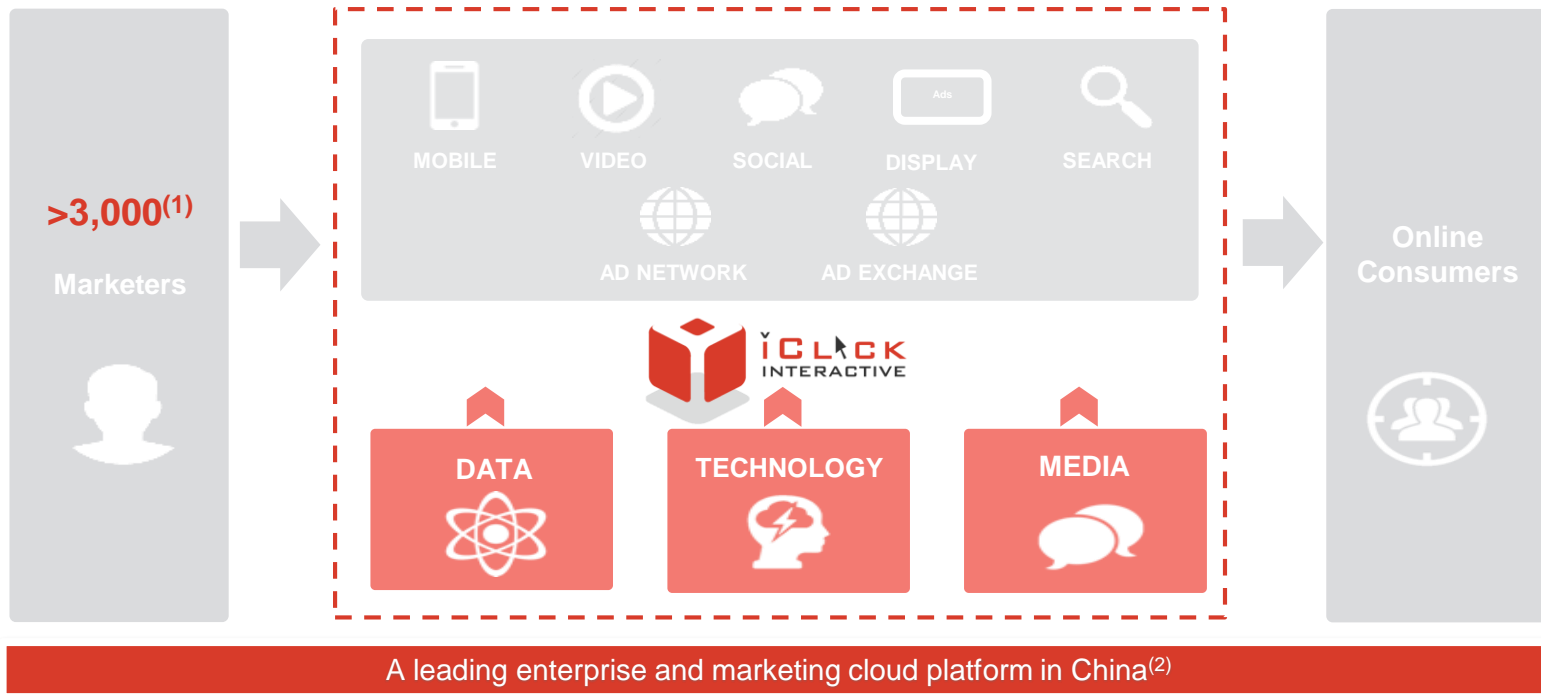 >3,000(1)
Marketers
MOBILE
VIDEO
SOCIAL
Ads
DISPLAY
SEARCH
AD NETWORK
AD EXCHANGE
Online
Consumers
iCLiCK
INTERACTIVE
DATA
TECHNOLOGY
MEDIA
A leading enterprise and marketing cloud platform in China(2)